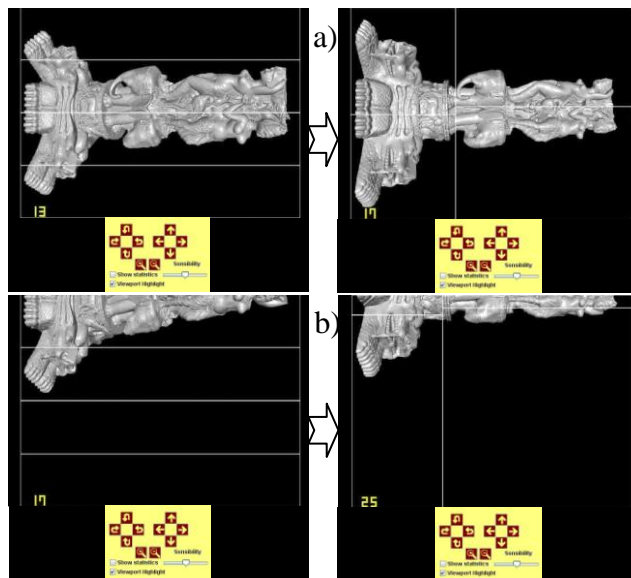 a)
13
17
Sensibility
Show statistics
Viewport Highlight
Sensibility
Show statistics
Viewport Highlight
b)
17
25
Sensibility
Show statistics
Viewport Highlight
Sensibility
Show statistics
Viewport Highlight